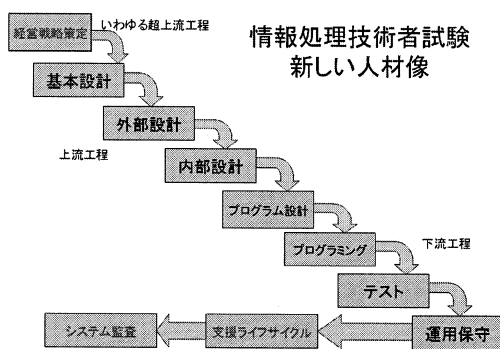 情報処理技術者試験
新しい人材像
経営戦略策定
いわゆる超上流工程
基本設計
外部設計
上流工程
内部設計
プログラム設計
プログラミング
下流工程
テスト
システム監査
支援ライフサイクル
運用保守